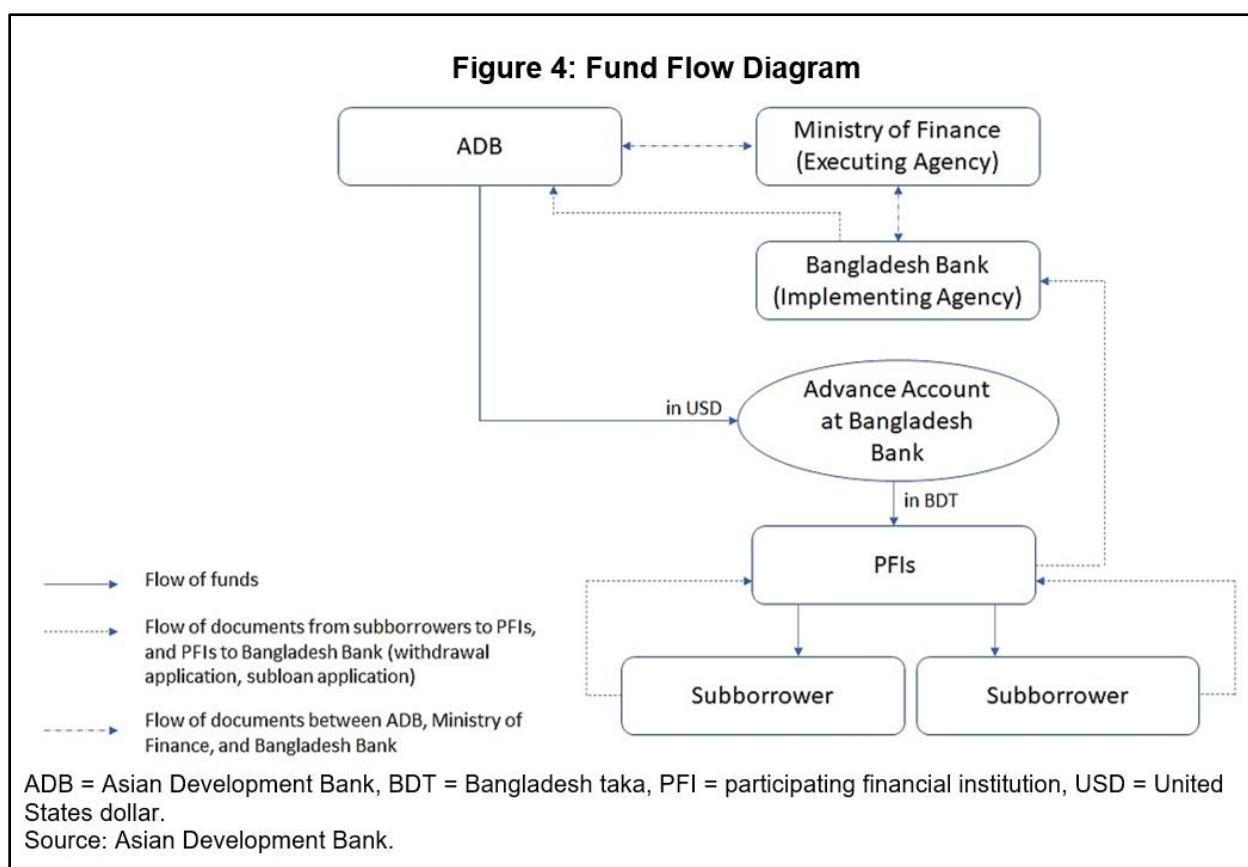 Figure 4: Fund Flow Diagram
ADB
Ministry of Finance
(Executing Agency)
Bangladesh Bank
(Implementing Agency)
in USD
Advance Account
at Bangladesh
Bank
in BDT
PFIs
Subborrower
Subborrower
Flow of funds
Flow of documents from subborrowers to PFIs,
and PFIs to Bangladesh Bank (withdrawal
application, subloan application)
Flow of documents between ADB, Ministry of
Finance, and Bangladesh Bank
ADB = Asian Development Bank, BDT = Bangladesh taka, PFI = participating financial institution, USD = United
States dollar.
Source: Asian Development Bank.